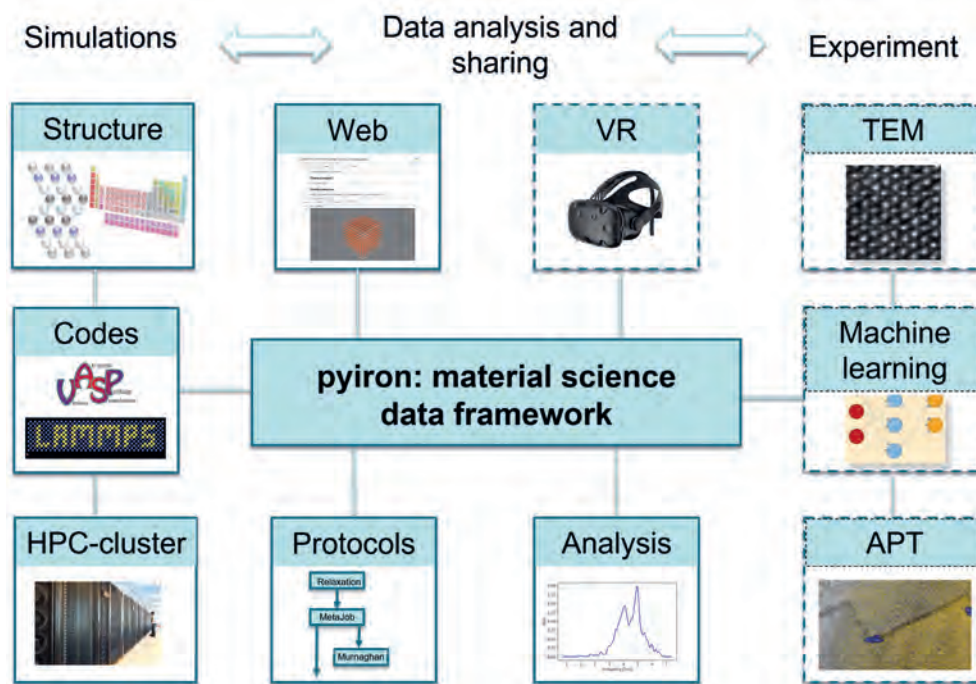 Simulations
Data analysis and
sharing
Experiment
Structure
Web
VR
TEM
Codes
VASP
LAMMPS
pyiron: material science
data framework
Machine
learning
HPC-cluster
Protocols
Relaxation
MetaJob
Murnaghan
Analysis
APT